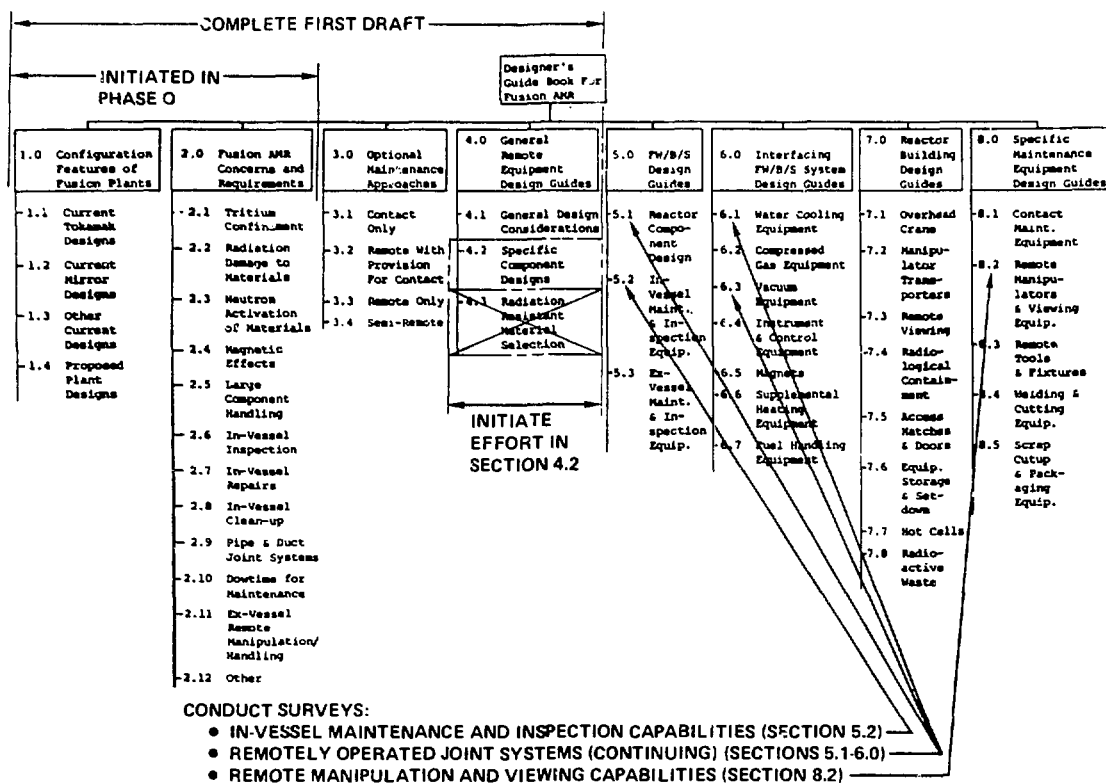 COMPLETE FIRST DRAFT
INITIATED IN
PHASE O
Designer's
Guide Book For
Fusion AMR
1.0 Configuration
Features of
Fusion Plants
1.1 Current
Tokamak
Designs
1.2 Current
Mirror
Designs
1.3 Other
Current
Designs
1.4 Proposed
Plant
Designs
2.0 Fusion AMR
Concerns and
Requirements
2.1 Tritium
Confinement
2.2 Radiation
Damage to
Materials
2.3 Neutron
Activation
of Materials
2.4 Magnetic
Effects
2.5 Large
Component
Handling
2.6 In-Vessel
Inspection
2.7 In-Vessel
Repairs
2.8 In-Vessel
Clean-up
2.9 Pipe & Duct
Joint Systems
2.10 Dowtime for
Maintenance
2.11 Ex-Vessel
Remote
Manipulation/
Handling
2.12 Other
3.0 Optional
Maintenance
Approaches
3.1 Contact
Only
3.2 Remote With
Provision
For Contact
3.3 Remote Only
3.4 Semi-Remote
4.0 General
Remote
Equipment
Design Guides
4.1 General Design
Considerations
4.2 Specific
Component
Designs
4.3 Radiation
Resistant
Material
Selection
INITIATE
EFFORT IN
SECTION 4.2
5.0 FW/B/S
Design
Guides
5.1 Reactor
Compo-
nent
Design
5.2 In-
Vessel
Maint.
& In-
spection
Equip.
5.3 Ex-
Vessel
Maint.
& In-
spection
Equip.
6.0 Interfacing
FW/B/S System
Design Guides
6.1 Water Cooling
Equipment
6.2 Compressed
Gas Equipment
6.3 Vacuum
Equipment
6.4 Instrument
& Control
Equipment
6.5 Magnets
6.6 Supplemental
Heating
Equipment
6.7 Fuel Handling
Equipment
7.0 Reactor
Building
Design
Guides
7.1 Overhead
Crane
7.2 Manipu-
lator
Trans-
porters
7.3 Remote
Viewing
7.4 Radio-
logical
Contain-
ment
7.5 Access
Hatches
& Doors
7.6 Equip.
Storage
& Set-
down
7.7 Hot Cells
7.8 Radio-
active
Waste
8.0 Specific
Maintenance
Equipment
Design Guides
8.1 Contact
Maint.
Equipment
8.2 Remote
Manipu-
lators
& Viewing
Equip.
8.3 Remote
Tools
& Fixtures
8.4 Welding &
Cutting
Equip.
8.5 Scrap
Cutup
& Pack-
aging
Equip.
CONDUCT SURVEYS:
• IN-VESSEL MAINTENANCE AND INSPECTION CAPABILITIES (SECTION 5.2)
• REMOTELY OPERATED JOINT SYSTEMS (CONTINUING) (SECTIONS 5.1-6.0)
• REMOTE MANIPULATION AND VIEWING CAPABILITIES (SECTION 8.2)